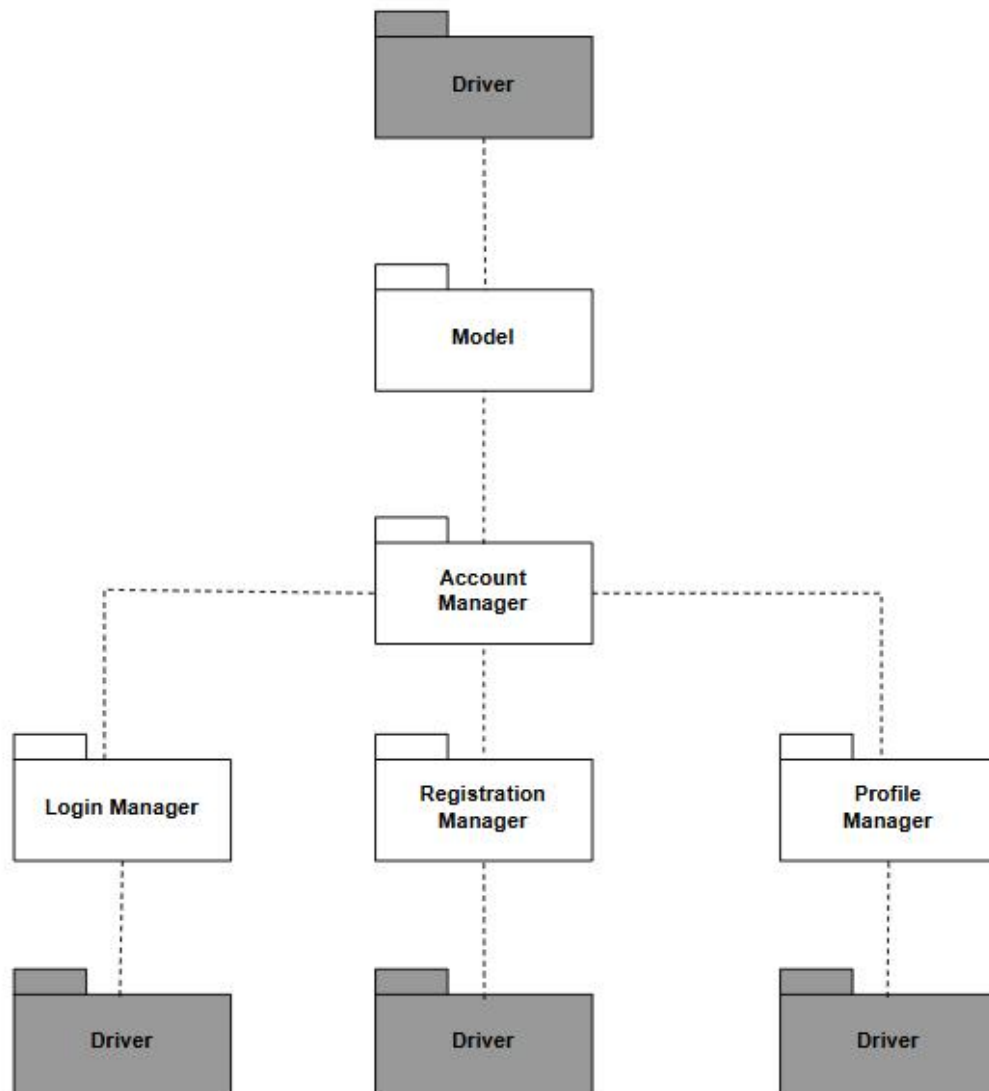 Driver
Model
Account
Manager
Login Manager
Registration
Manager
Profile
Manager
Driver
Driver
Driver